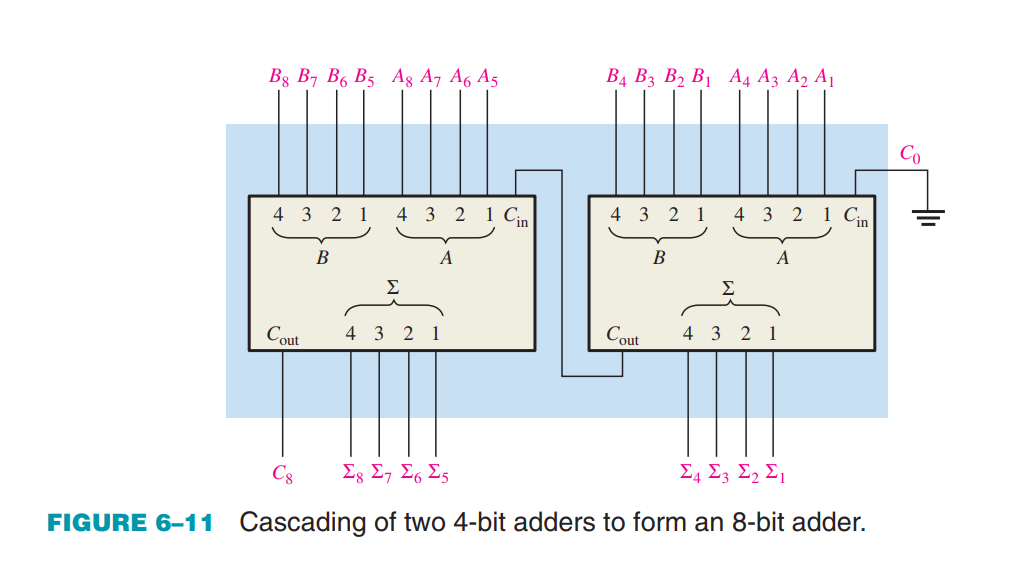 B8 B7 B6 B5 A8 A7 A6 A5 B4 B3 B2 B1 A4 A3 A2 A1
C0
4 3 2 1 4 3 2 1 Cin 4 3 2 1 4 3 2 1 Cin
B A B A
Σ Σ
Cout 4 3 2 1 Cout 4 3 2 1
C8 Σ8 Σ7 Σ6 Σ5 Σ4 Σ3 Σ2 Σ1
FIGURE 6–11 Cascading of two 4-bit adders to form an 8-bit adder.